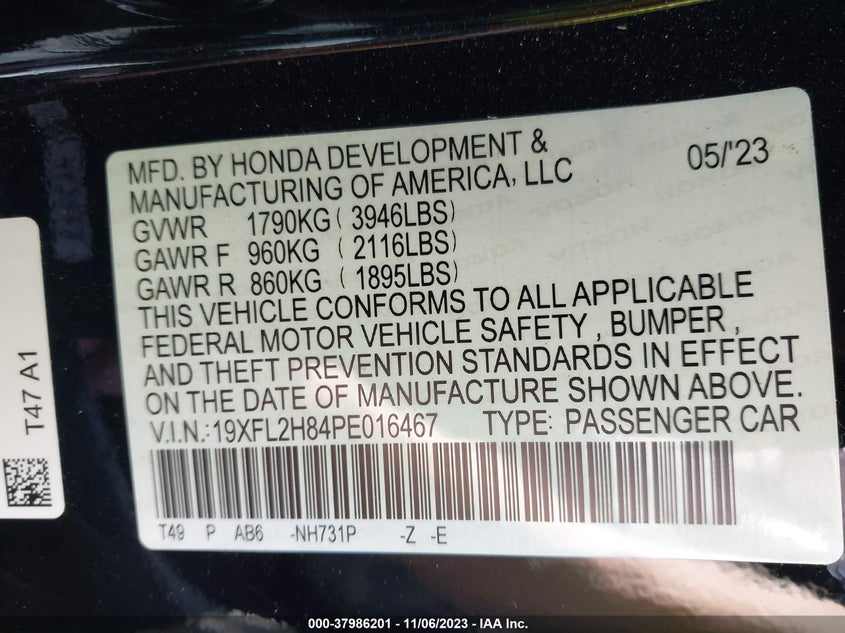 MFD. BY HONDA DEVELOPMENT & 05/'23
MANUFACTURING OF AMERICA, LLC
GVWR 1790KG ( 3946LBS)
GAWR F 960KG ( 2116LBS)
GAWR R 860KG ( 1895LBS)
THIS VEHICLE CONFORMS TO ALL APPLICABLE
FEDERAL MOTOR VEHICLE SAFETY , BUMPER ,
AND THEFT PREVENTION STANDARDS IN EFFECT
ON THE DATE OF MANUFACTURE SHOWN ABOVE.
V.I.N.:19XFL2H84PE016467 TYPE: PASSENGER CAR
T49 P AB6 -NH731P -Z -E
T47 A1
000-37986201 - 11/06/2023 - IAA Inc.